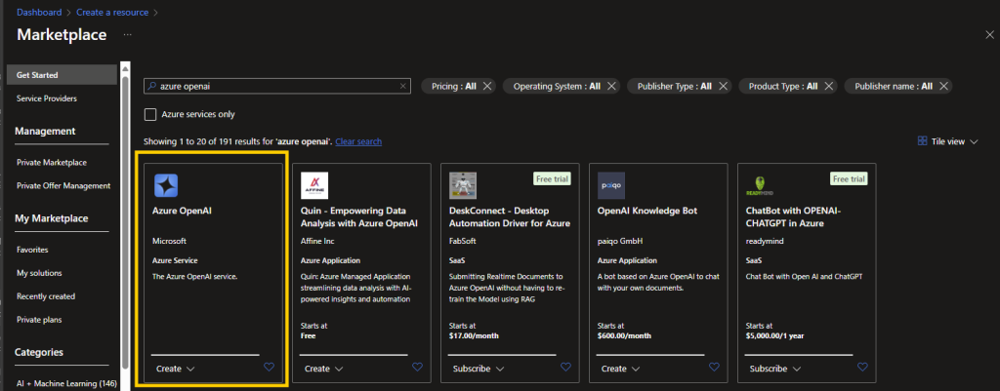 Dashboard > Create a resource >
Marketplace ...
Get Started
Service Providers
Management
Private Marketplace
Private Offer Management
My Marketplace
Favorites
My solutions
Recently created
Private plans
Categories
AI + Machine Learning (146)
azure openai
Pricing : All
Operating System : All
Publisher Type : All
Product Type : All
Publisher name : All
Azure services only
Showing 1 to 20 of 191 results for 'azure openai'. Clear search
Tile view
Azure OpenAI
Microsoft
Azure Service
The Azure OpenAI service.
Create
AFFINE
Quin - Empowering Data
Analysis with Azure OpenAI
Affine Inc
Azure Application
Quin: Azure Managed Application
streamlining data analysis with AI-
powered insights and automation
Starts at
Free
Create
Free trial
DeskConnect - Desktop
Automation Driver for Azure
FabSoft
SaaS
Submitting Realtime Documents to
Azure OpenAI without having to re-
train the Model using RAG
Starts at
$17.00/month
Subscribe
paiqo
OpenAI Knowledge Bot
paiqo GmbH
Azure Application
A bot based on Azure OpenAI to chat
with your own documents.
Starts at
$600.00/month
Create
READYMIND
Free trial
ChatBot with OPENAI-
CHATGPT in Azure
readymind
SaaS
Chat Bot with Open AI and ChatGPT
Starts at
$5,000.00/1 year
Subscribe